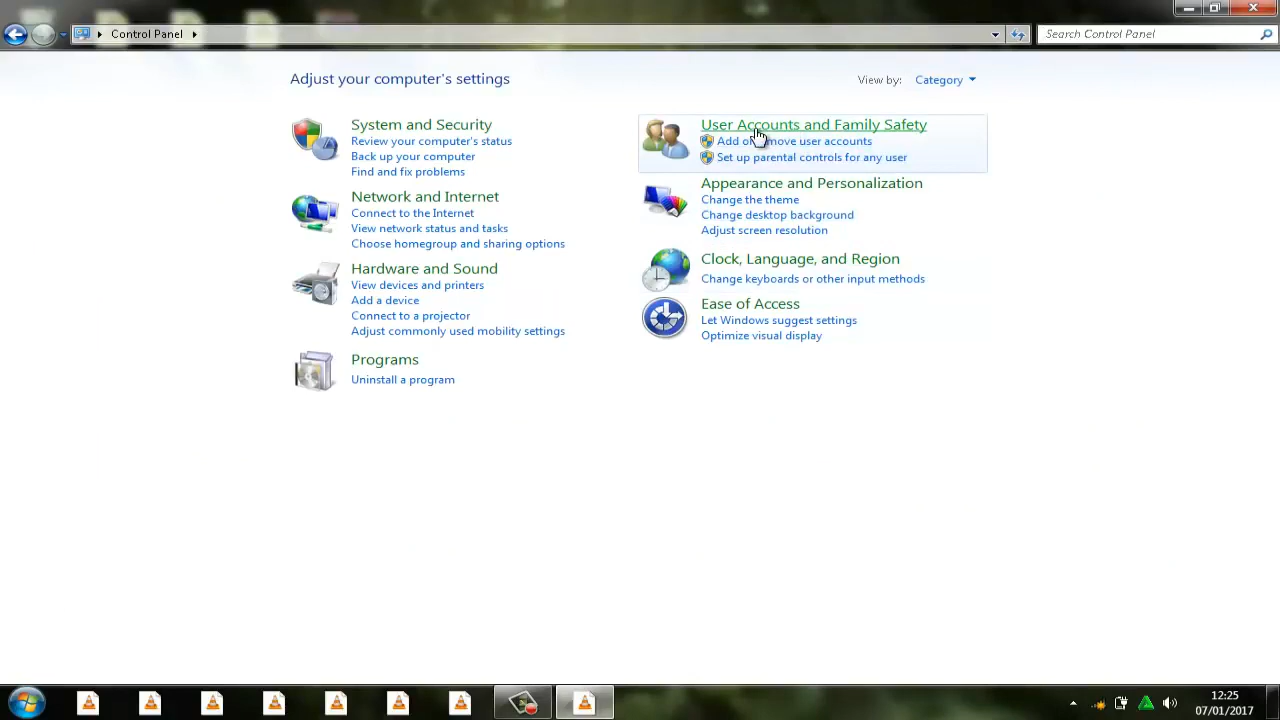 Control Panel
Search Control Panel
Adjust your computer's settings
View by: Category
System and Security
Review your computer's status
Back up your computer
Find and fix problems
Network and Internet
Connect to the Internet
View network status and tasks
Choose homegroup and sharing options
Hardware and Sound
View devices and printers
Add a device
Connect to a projector
Adjust commonly used mobility settings
Programs
Uninstall a program
User Accounts and Family Safety
Add or remove user accounts
Set up parental controls for any user
Appearance and Personalization
Change the theme
Change desktop background
Adjust screen resolution
Clock, Language, and Region
Change keyboards or other input methods
Ease of Access
Let Windows suggest settings
Optimize visual display
12:25
07/01/2017